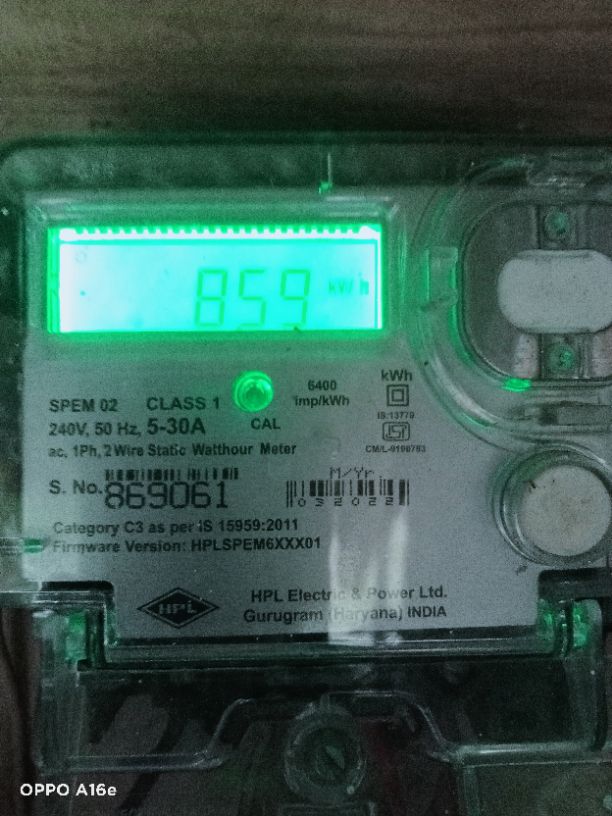 859 kWh
SPEM 02 CLASS 1
240V, 50 Hz, 5-30A
CAL
6400
imp/kWh
kWh
IS:13779
ac, 1Ph, 2 Wire Static Watthour Meter
S. No. 869061
M/Yr
032022
Category C3 as per IS 15959:2011
Firmware Version: HPLSPEM6XXX01
HPL
HPL Electric & Power Ltd.
Gurugram (Haryana) INDIA
OPPO A16e